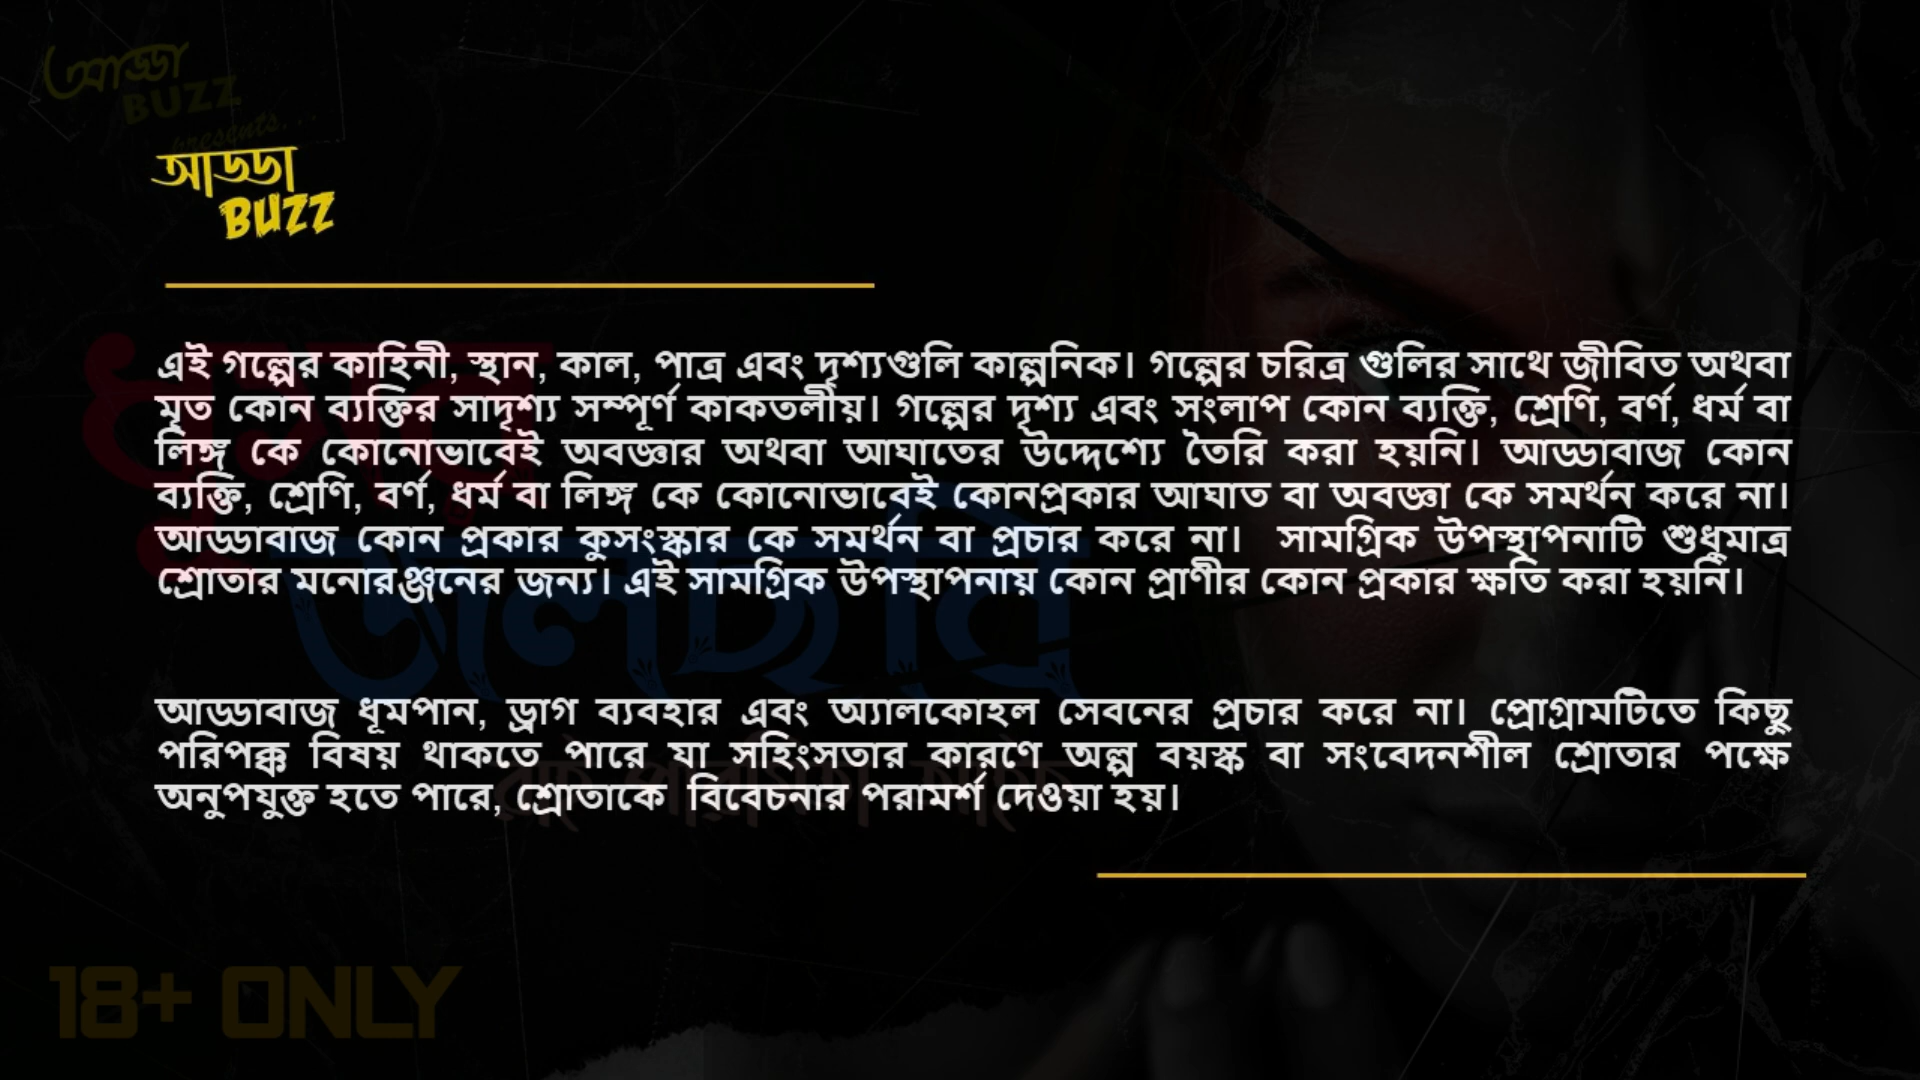 আড্ডা
BUZZ
presents...
আড্ডা
BUZZ
এই গল্পের কাহিনী, স্থান, কাল, পাত্র এবং দৃশ্যগুলি কাল্পনিক। গল্পের চরিত্র গুলির সাথে জীবিত অথবা
মৃত কোন ব্যক্তির সাদৃশ্য সম্পূর্ণ কাকতলীয়। গল্পের দৃশ্য এবং সংলাপ কোন ব্যক্তি, শ্রেণি, বর্ণ, ধর্ম বা
লিঙ্গ কে কোনোভাবেই অবজ্ঞার অথবা আঘাতের উদ্দেশ্যে তৈরি করা হয়নি। আড্ডাবাজ কোন
ব্যক্তি, শ্রেণি, বর্ণ, ধর্ম বা লিঙ্গ কে কোনোভাবেই কোনপ্রকার আঘাত বা অবজ্ঞা কে সমর্থন করে না।
আড্ডাবাজ কোন প্রকার কুসংস্কার কে সমর্থন বা প্রচার করে না। সামগ্রিক উপস্থাপনাটি শুধুমাত্র
শ্রোতার মনোরঞ্জনের জন্য। এই সামগ্রিক উপস্থাপনায় কোন প্রাণীর কোন প্রকার ক্ষতি করা হয়নি।
জলছবি
আড্ডাবাজ ধূমপান, ড্রাগ ব্যবহার এবং অ্যালকোহল সেবনের প্রচার করে না। প্রোগ্রামটিতে কিছু
পরিপক্ক বিষয় থাকতে পারে যা সহিংসতার কারণে অল্প বয়স্ক বা সংবেদনশীল শ্রোতার পক্ষে
অনুপযুক্ত হতে পারে, শ্রোতাকে বিবেচনার পরামর্শ দেওয়া হয়।
18+ ONLY